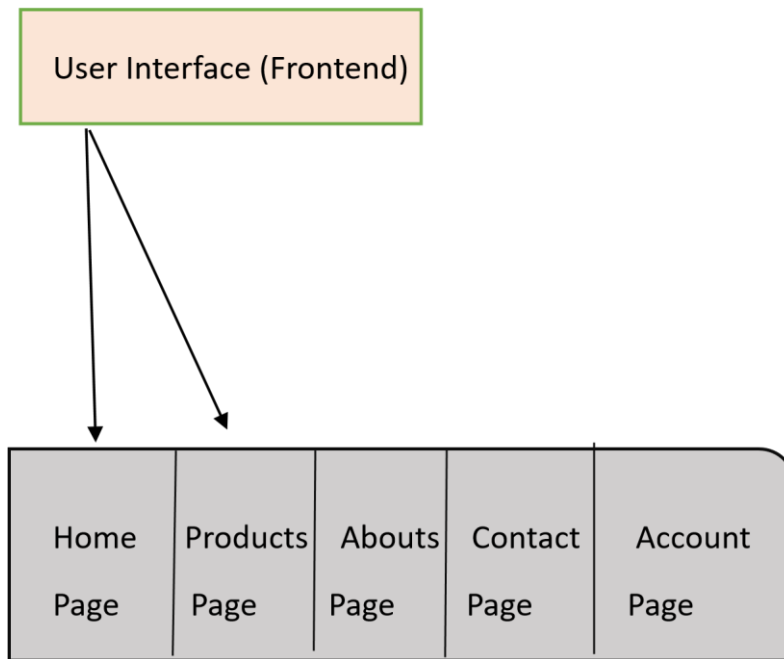 User Interface (Frontend)
Home Products Abouts Contact Account
Page Page Page Page Page